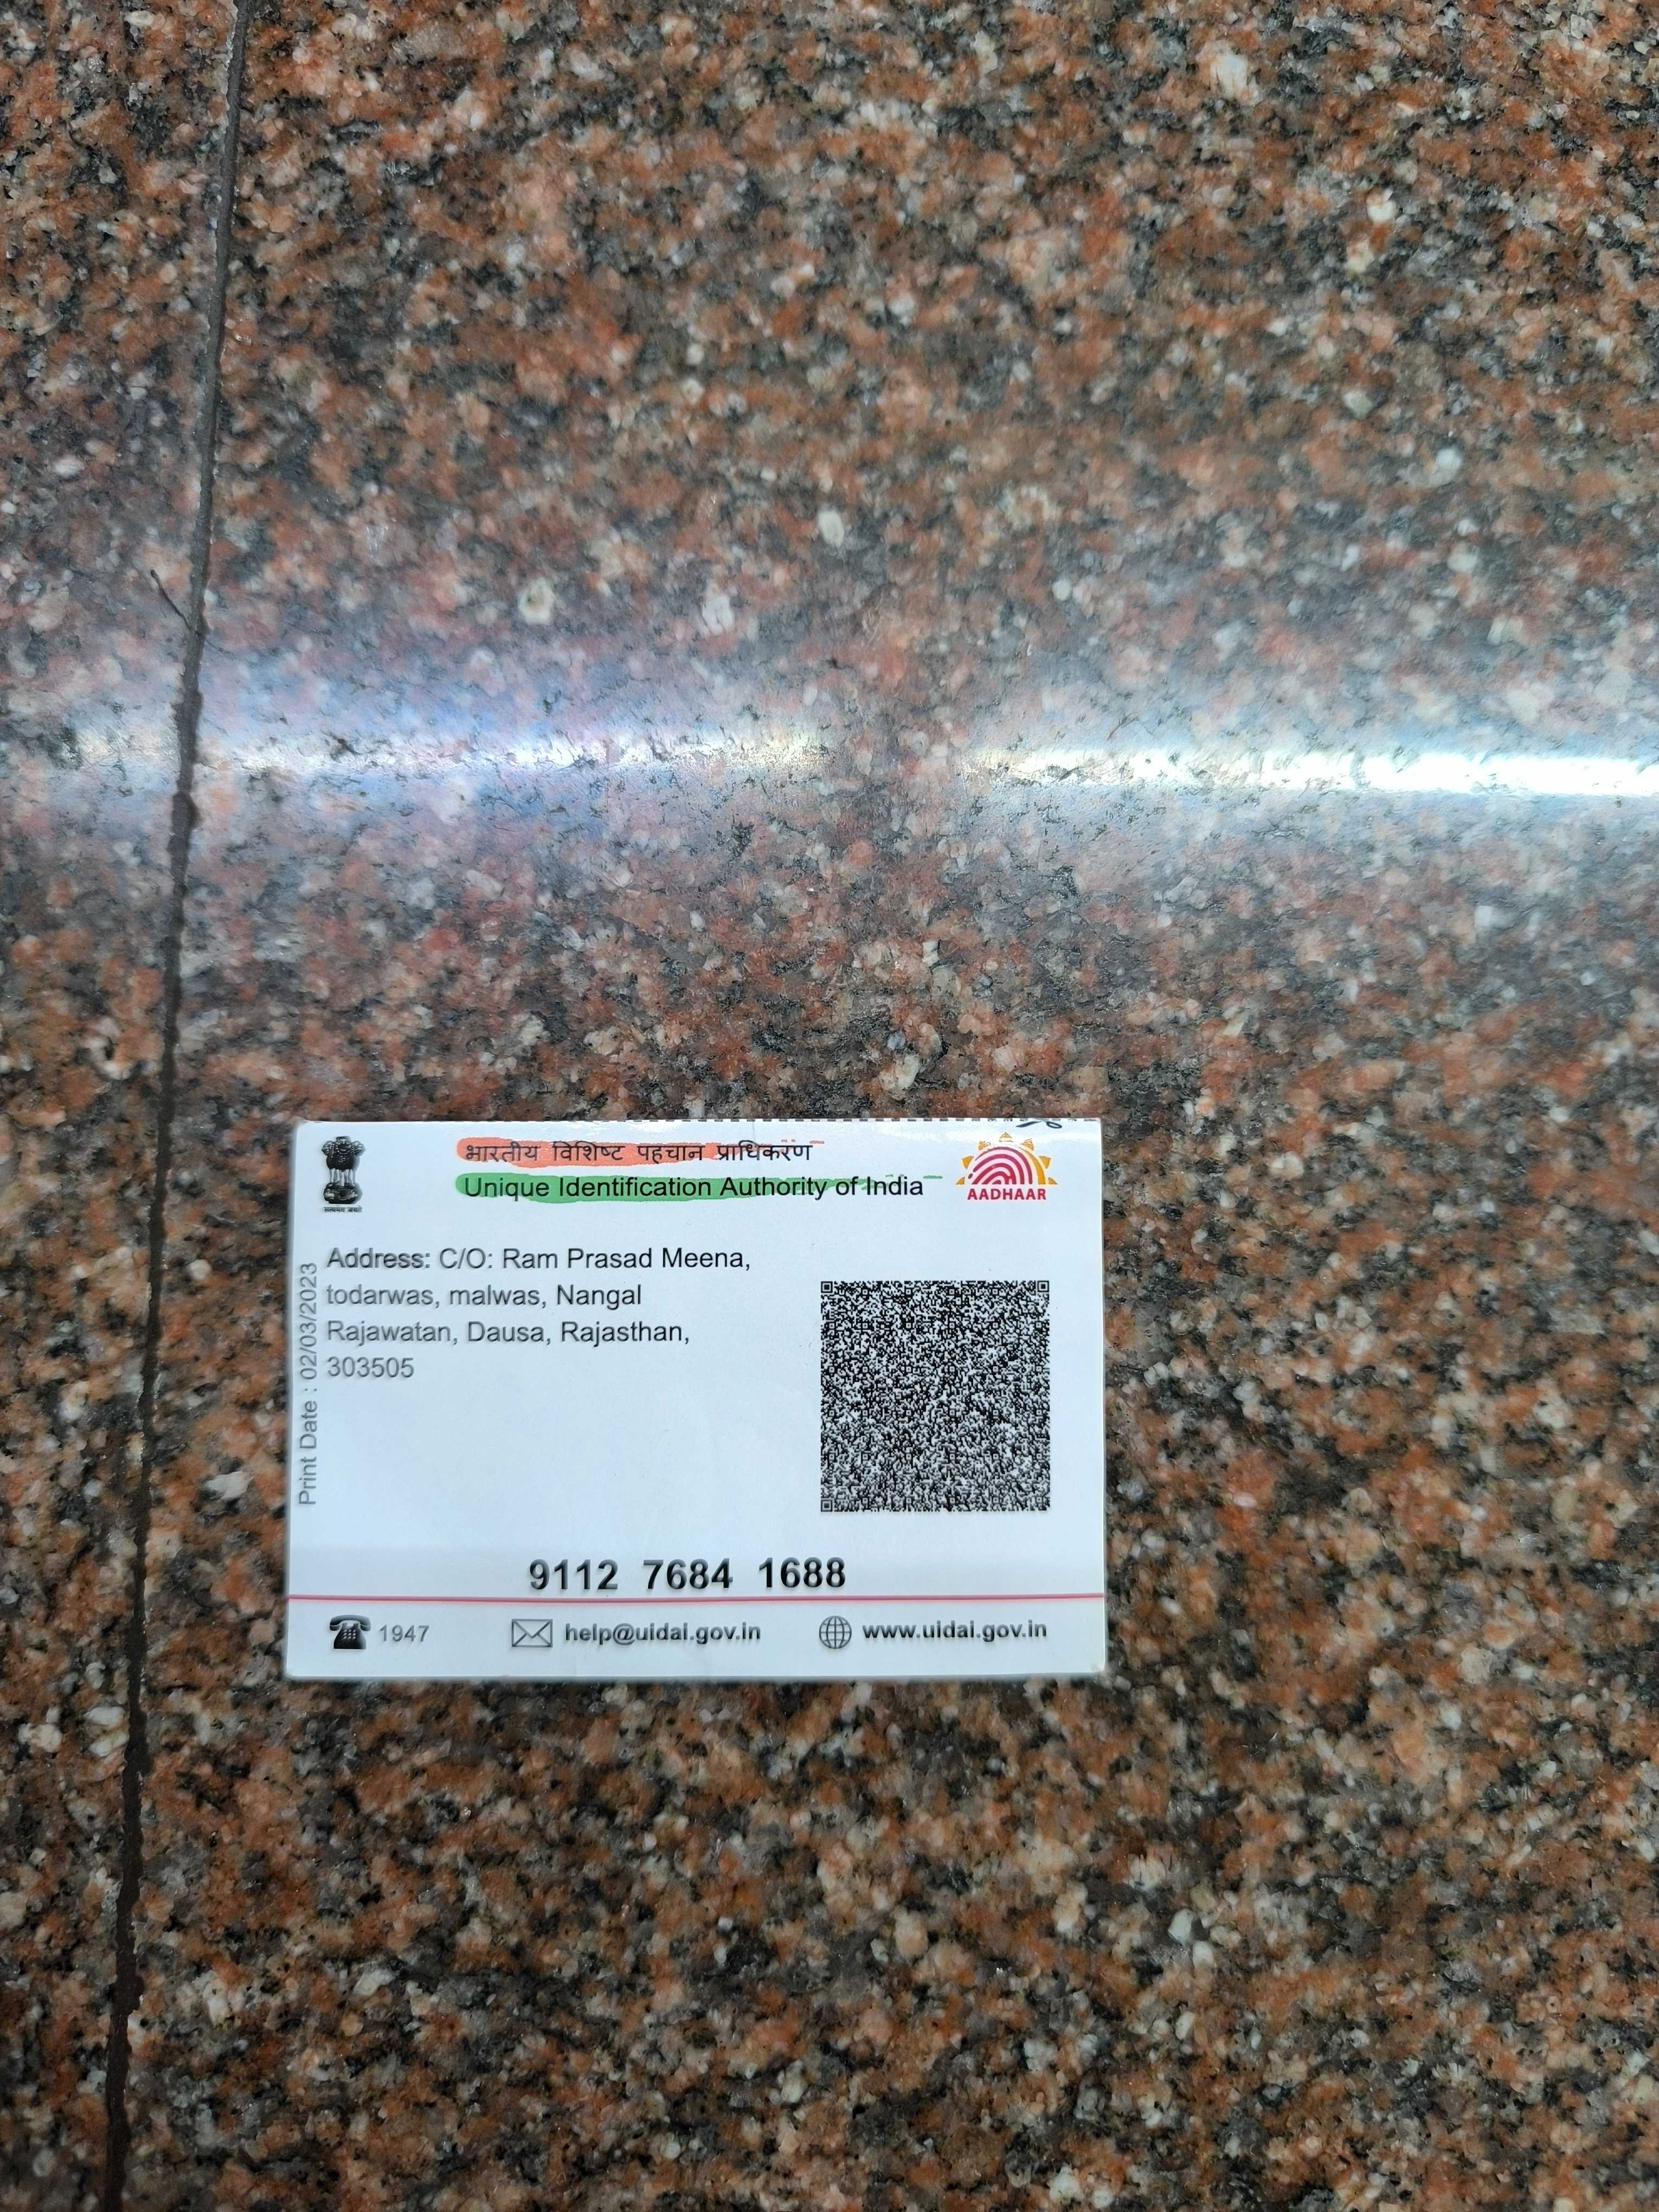 भारतीय विशिष्ट पहचान प्राधिकरण
Unique Identification Authority of India
AADHAAR
सत्यमेव जयते
Address: C/O: Ram Prasad Meena,
todarwas, malwas, Nangal
Rajawatan, Dausa, Rajasthan,
303505
Print Date : 02/03/2023
9112 7684 1688
1947
help@uidai.gov.in
www.uidai.gov.in